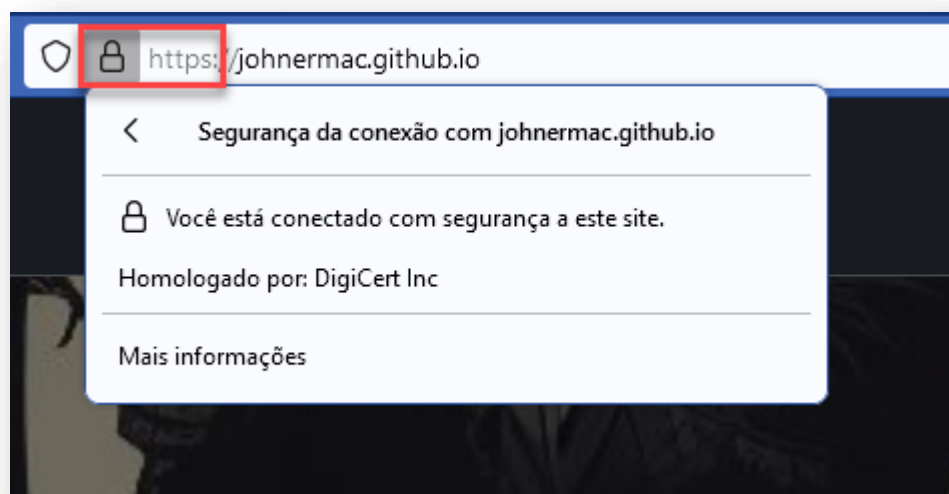 https://johnermac.github.io
Segurança da conexão com johnermac.github.io
Você está conectado com segurança a este site.
Homologado por: DigiCert Inc
Mais informações